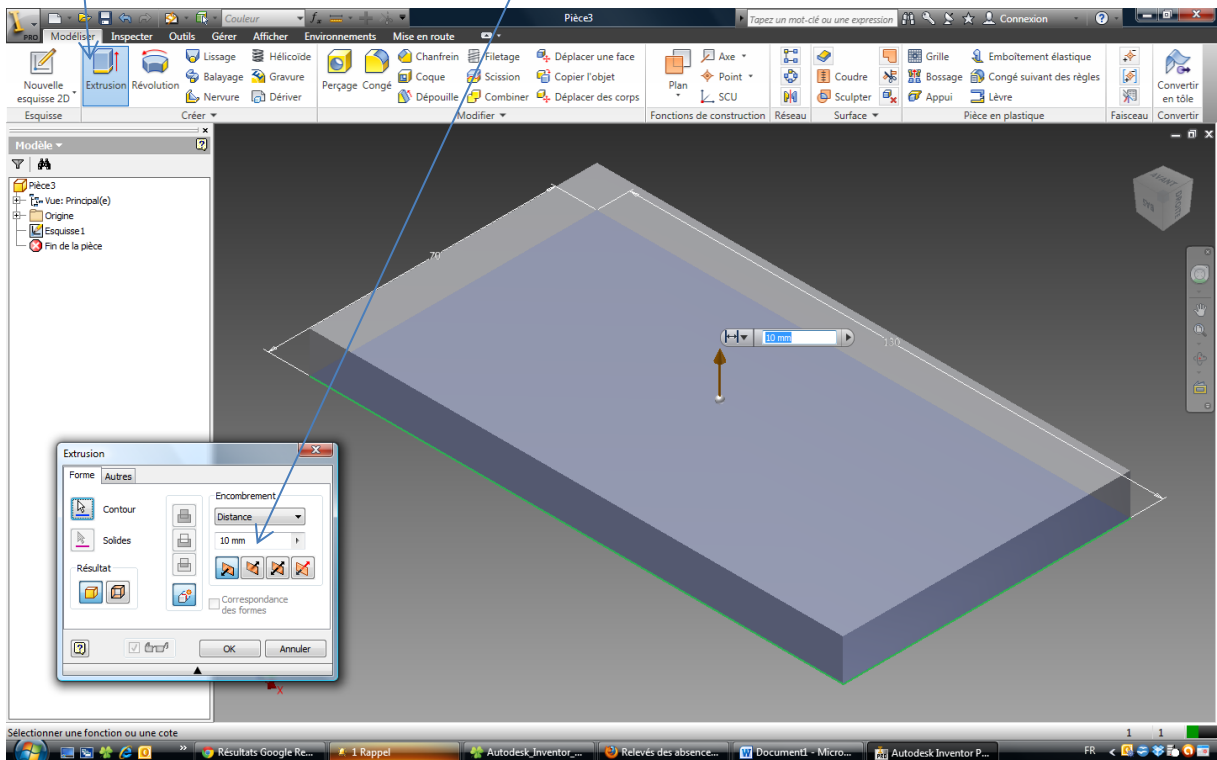 Couleur
Pièce3
Tapez un mot-clé ou une expression
Connexion
PRO Modéliser Inspecter Outils Gérer Afficher Environnements Mise en route
Nouvelle esquisse 2D
Extrusion
Révolution
Lissage
Balayage
Nervure
Hélicoïde
Gravure
Dériver
Perçage
Congé
Chanfrein
Coque
Dépouille
Filetage
Scission
Combiner
Déplacer une face
Copier l'objet
Déplacer des corps
Plan
Axe
Point
SCU
Coudre
Sculpter
Grille
Bossage
Appui
Emboîtement élastique
Congé suivant des règles
Lèvre
Convertir en tôle
Esquisse
Créer
Modifier
Fonctions de construction
Réseau
Surface
Pièce en plastique
Faisceau
Convertir
Modèle
Pièce3
Vue: Principal(e)
Origine
Esquisse1
Fin de la pièce
AVANT
70
10 mm
150
Extrusion
Forme
Autres
Contour
Solides
Résultat
Encombrement
Distance
10 mm
Correspondance des formes
OK
Annuler
X
Sélectionner une fonction ou une cote
1 1
Résultats Google Re...
1 Rappel
Autodesk_Inventor_...
Relevés des absence...
Document1 - Micro...
Autodesk Inventor P...
FR